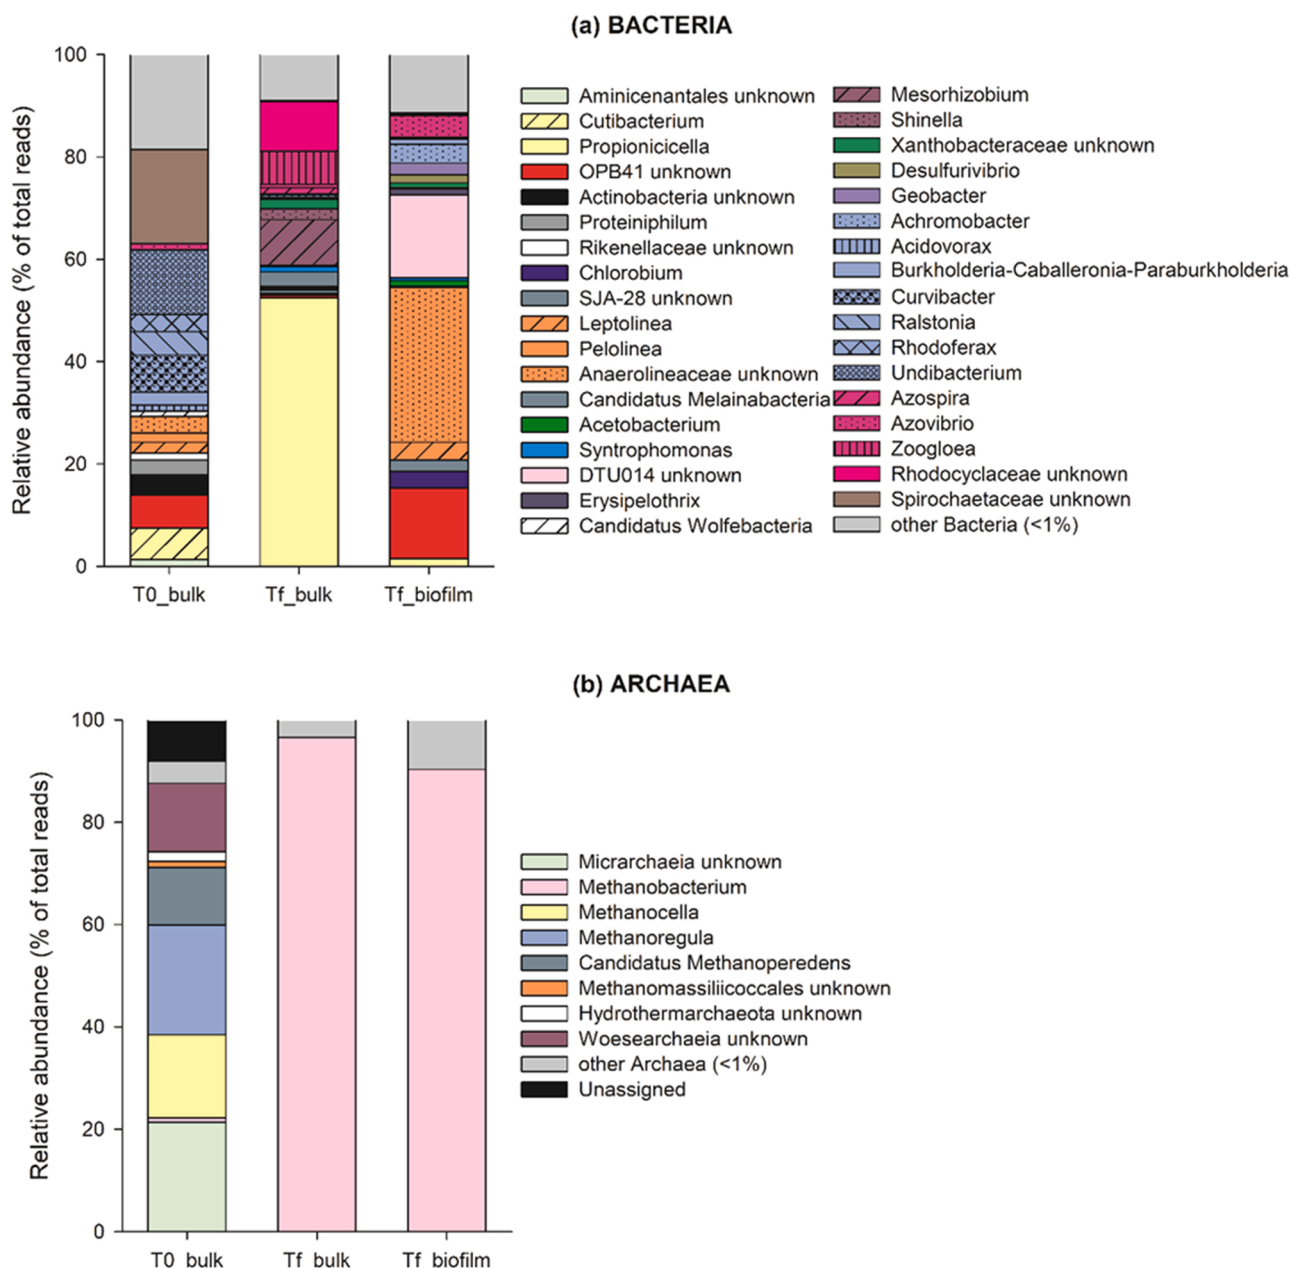 (a) BACTERIA
Relative abundance (% of total reads)
100
80
60
40
20
0
T0_bulk
Tf_bulk
Tf_biofilm
Aminicenantales unknown
Cutibacterium
Propionicicella
OPB41 unknown
Actinobacteria unknown
Proteiniphilum
Rikenellaceae unknown
Chlorobium
SJA-28 unknown
Leptolinea
Pelolinea
Anaerolineaceae unknown
Candidatus Melainabacteria
Acetobacterium
Syntrophomonas
DTU014 unknown
Erysipelothrix
Candidatus Wolfebacteria
Mesorhizobium
Shinella
Xanthobacteraceae unknown
Desulfurivibrio
Geobacter
Achromobacter
Acidovorax
Burkholderia-Caballeronia-Paraburkholderia
Curvibacter
Ralstonia
Rhodoferax
Undibacterium
Azospira
Azovibrio
Zoogloea
Rhodocyclaceae unknown
Spirochaetaceae unknown
other Bacteria (<1%)
(b) ARCHAEA
Relative abundance (% of total reads)
100
80
60
40
20
0
T0_bulk
Tf_bulk
Tf_biofilm
Micrarchaeia unknown
Methanobacterium
Methanocella
Methanoregula
Candidatus Methanoperedens
Methanomassiliicoccales unknown
Hydrothermarchaeota unknown
Woesearchaeia unknown
other Archaea (<1%)
Unassigned